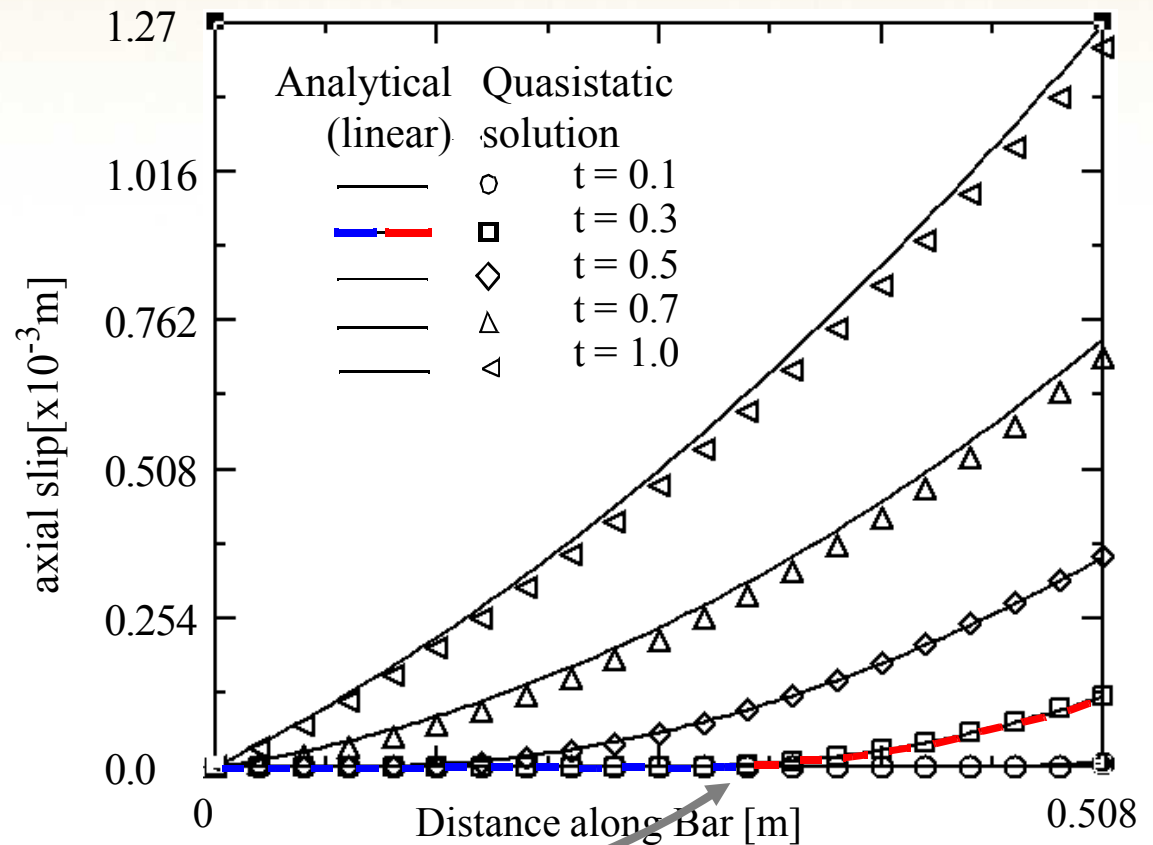 1.27
Analytical Quasistatic
(linear) solution
1.016
t = 0.1
t = 0.3
t = 0.5
0.762
t = 0.7
t = 1.0
axial slip[x10-3m]
0.508
0.254
0.0
0
Distance along Bar [m]
0.508